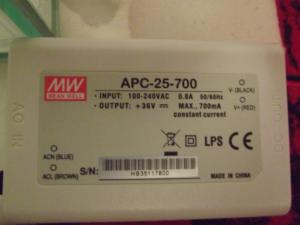 APC-25-700
MW
MEAN WELL
• INPUT: 100-240VAC 0.6A 50/60Hz
• OUTPUT: +36V MAX., 700mA
constant current
V- (BLACK)
V+ (RED)
AC IN
DC OUT
LPS CE
ACN (BLUE)
ACL (BROWN)
S/N:
MADE IN CHINA